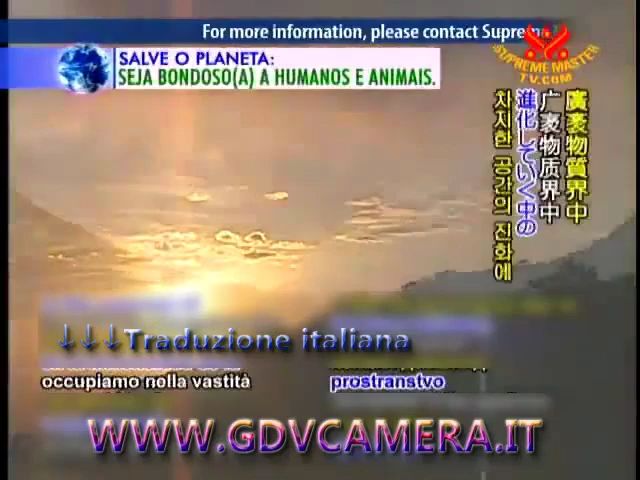 For more information, please contact Supreme
SUPREME MASTER
TV.COM
SALVE O PLANETA:
SEJA BONDOSO(A) A HUMANOS E ANIMAIS.
廣袤物質界中
广袤物质界中
進化していく中の
차지한 공간의 진화에
↓↓↓Traduzione italiana
occupiamo nella vastità
prostranstvo
WWW.GDVCAMERA.IT